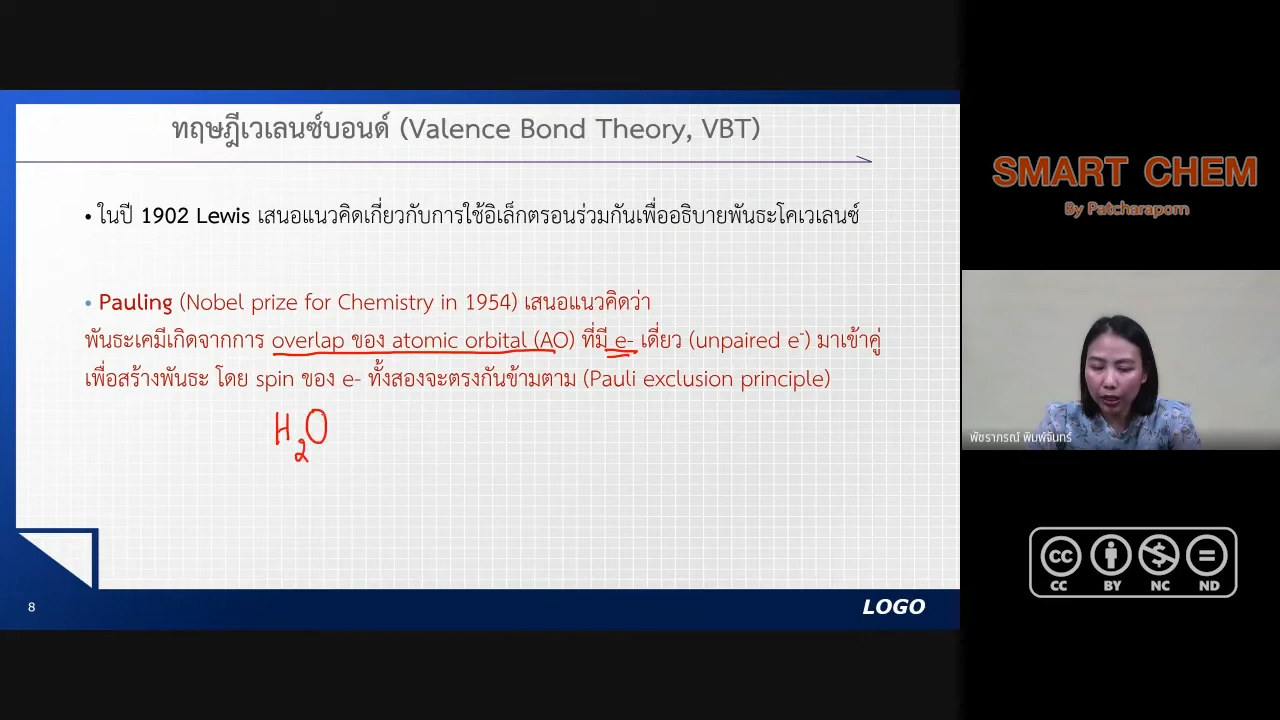 ทฤษฎีเวเลนซ์บอนด์ (Valence Bond Theory, VBT)
• ในปี 1902 Lewis เสนอแนวคิดเกี่ยวกับการใช้อิเล็กตรอนร่วมกันเพื่ออธิบายพันธะโคเวเลนซ์
• Pauling (Nobel prize for Chemistry in 1954) เสนอแนวคิดว่า
พันธะเคมีเกิดจากการ overlap ของ atomic orbital (AO) ที่มี e- เดี่ยว (unpaired e⁻) มาเข้าคู่
เพื่อสร้างพันธะ โดย spin ของ e- ทั้งสองจะตรงกันข้ามตาม (Pauli exclusion principle)
H₂O
8
LOGO
SMART CHEM
By Patcharaporn
พัชราภรณ์ พิมพ์จันทร์
CC BY NC ND